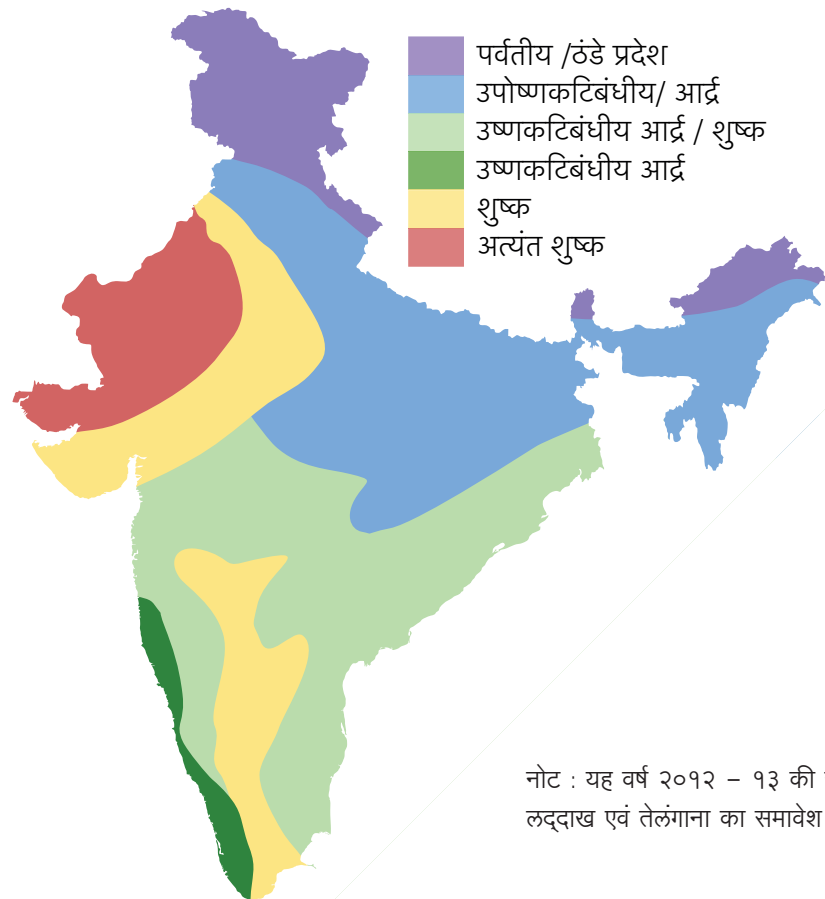 पर्वतीय /ठंडे प्रदेश
उपोष्णकटिबंधीय/ आर्द्र
उष्णकटिबंधीय आर्द्र / शुष्क
उष्णकटिबंधीय आर्द्र
शुष्क
अत्यंत शुष्क
नोट : यह वर्ष २०१२ – १३ की
लद्दाख एवं तेलंगाना का समावेश